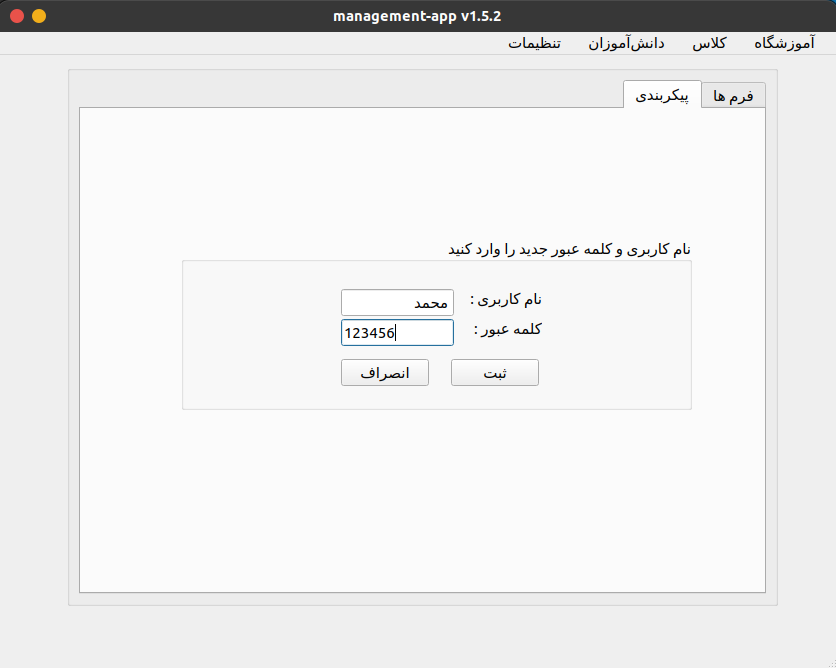 management-app v1.5.2
آموزشگاه کلاس دانش‌آموزان تنظیمات
فرم ها پیکربندی
نام کاربری و کلمه عبور جدید را وارد کنید
نام کاربری : محمد
کلمه عبور : 123456
ثبت انصراف